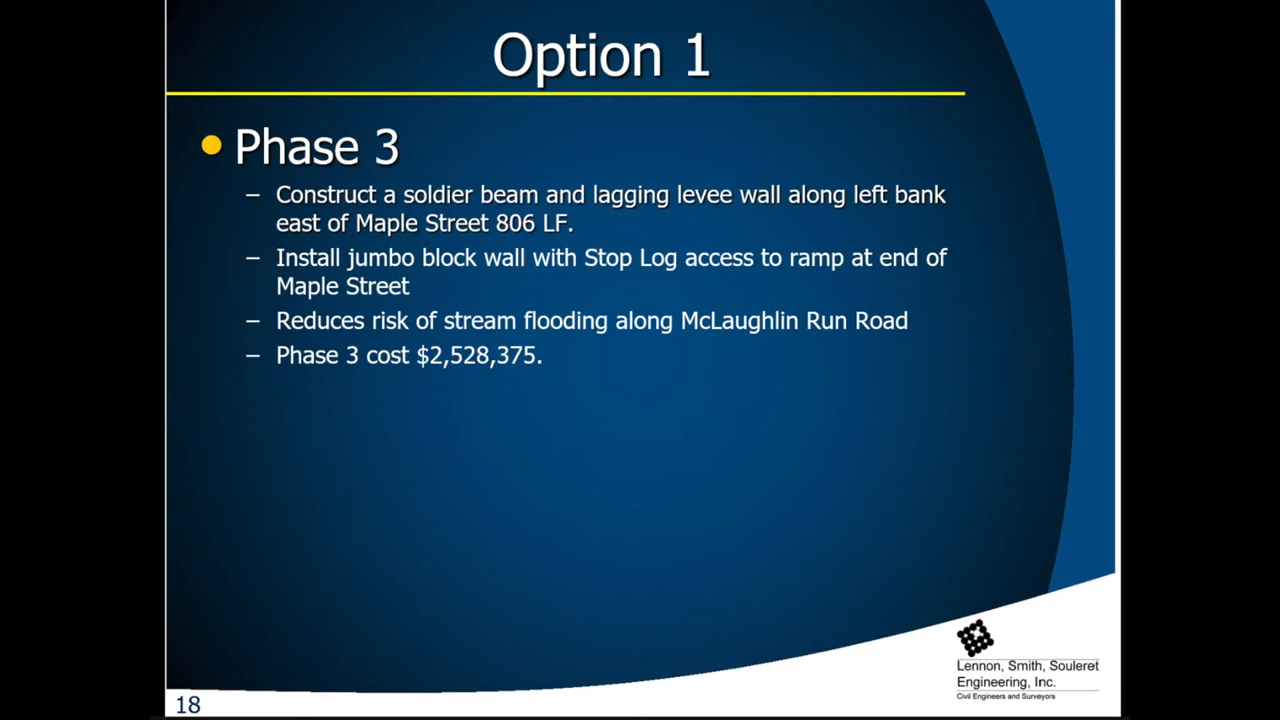 Option 1
Phase 3
– Construct a soldier beam and lagging levee wall along left bank
east of Maple Street 806 LF.
– Install jumbo block wall with Stop Log access to ramp at end of
Maple Street
– Reduces risk of stream flooding along McLaughlin Run Road
– Phase 3 cost $2,528,375.
Lennon, Smith, Souleret
Engineering, Inc.
Civil Engineers and Surveyors
18